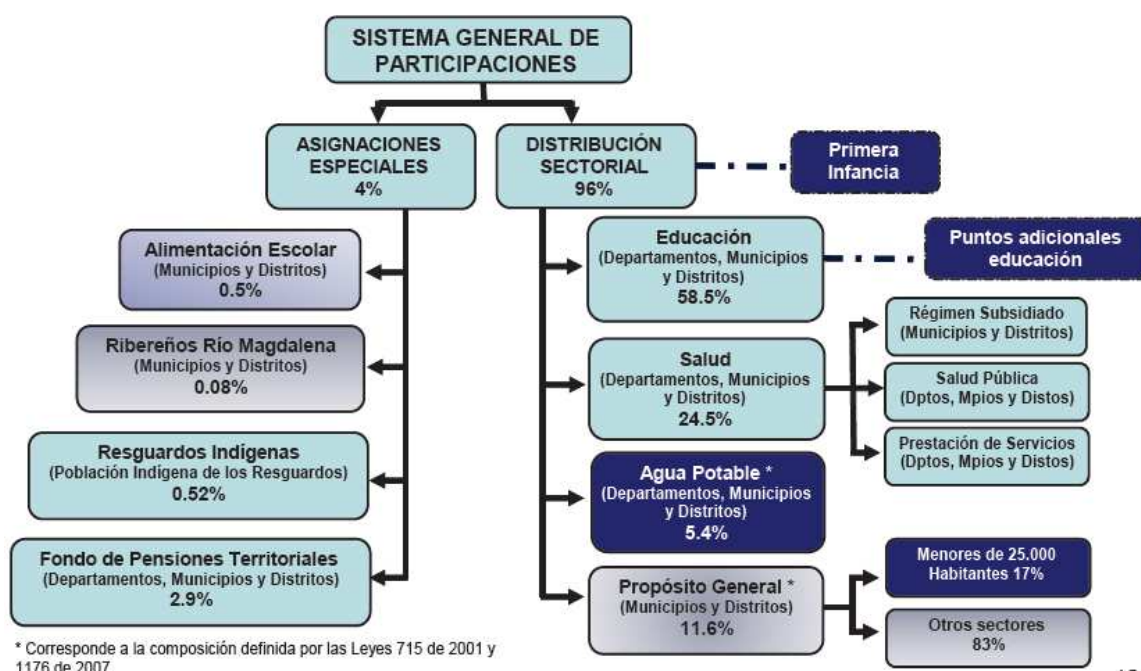 SISTEMA GENERAL DE
PARTICIPACIONES
ASIGNACIONES
ESPECIALES
4%
DISTRIBUCIÓN
SECTORIAL
96%
Primera
Infancia
Alimentación Escolar
(Municipios y Distritos)
0.5%
Ribereños Río Magdalena
(Municipios y Distritos)
0.08%
Resguardos Indígenas
(Población Indígena de los Resguardos)
0.52%
Fondo de Pensiones Territoriales
(Departamentos, Municipios y Distritos)
2.9%
Educación
(Departamentos, Municipios
y Distritos)
58.5%
Puntos adicionales
educación
Salud
(Departamentos, Municipios
y Distritos)
24.5%
Régimen Subsidiado
(Municipios y Distritos)
Salud Pública
(Dptos, Mpios y Distos)
Prestación de Servicios
(Dptos, Mpios y Distos)
Agua Potable *
(Departamentos, Municipios
y Distritos)
5.4%
Propósito General *
(Municipios y Distritos)
11.6%
Menores de 25.000
Habitantes 17%
Otros sectores
83%
* Corresponde a la composición definida por las Leyes 715 de 2001 y
1176 de 2007